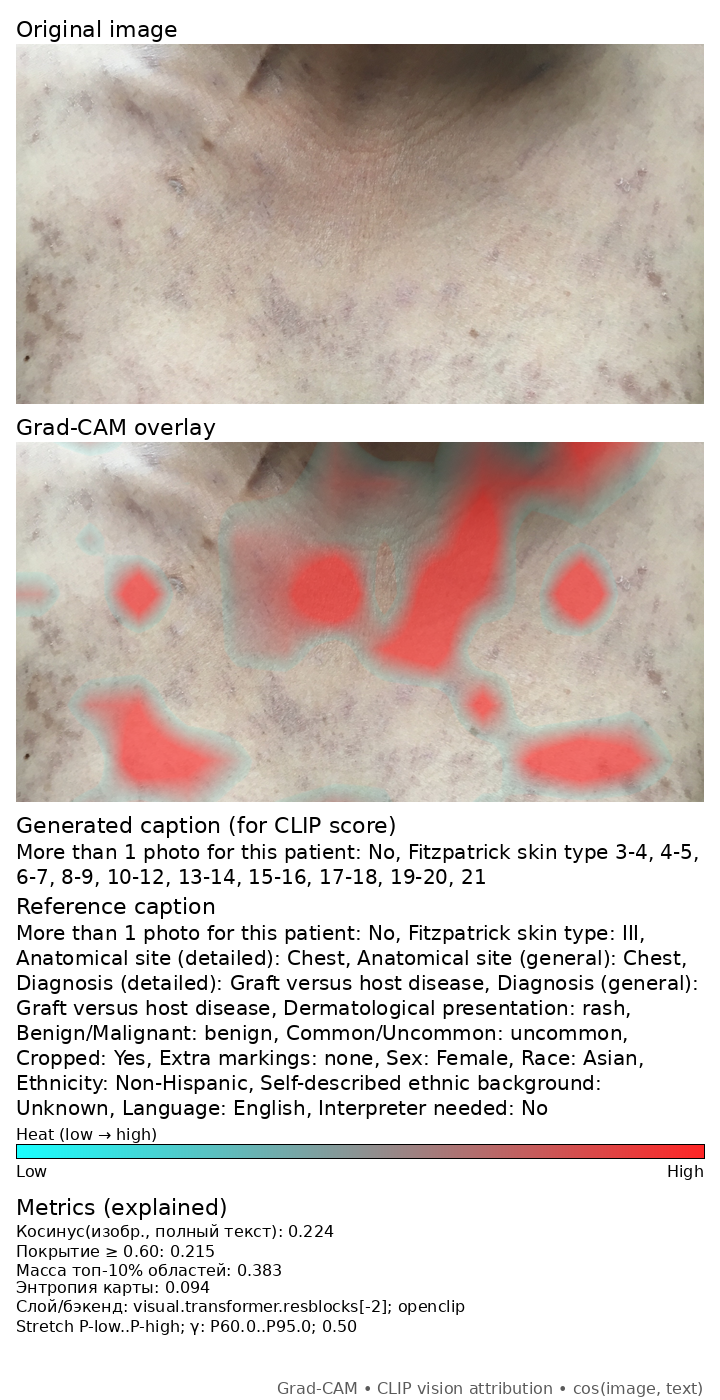 Original image
Grad-CAM overlay
Generated caption (for CLIP score)
More than 1 photo for this patient: No, Fitzpatrick skin type 3-4, 4-5,
6-7, 8-9, 10-12, 13-14, 15-16, 17-18, 19-20, 21
Reference caption
More than 1 photo for this patient: No, Fitzpatrick skin type: III,
Anatomical site (detailed): Chest, Anatomical site (general): Chest,
Diagnosis (detailed): Graft versus host disease, Diagnosis (general):
Graft versus host disease, Dermatological presentation: rash,
Benign/Malignant: benign, Common/Uncommon: uncommon,
Cropped: Yes, Extra markings: none, Sex: Female, Race: Asian,
Ethnicity: Non-Hispanic, Self-described ethnic background:
Unknown, Language: English, Interpreter needed: No
Heat (low → high)
Low High
Metrics (explained)
Косинус(изобр., полный текст): 0.224
Покрытие ≥ 0.60: 0.215
Масса топ-10% областей: 0.383
Энтропия карты: 0.094
Слой/бэкенд: visual.transformer.resblocks[-2]; openclip
Stretch P-low..P-high; γ: P60.0..P95.0; 0.50
Grad-CAM • CLIP vision attribution • cos(image, text)